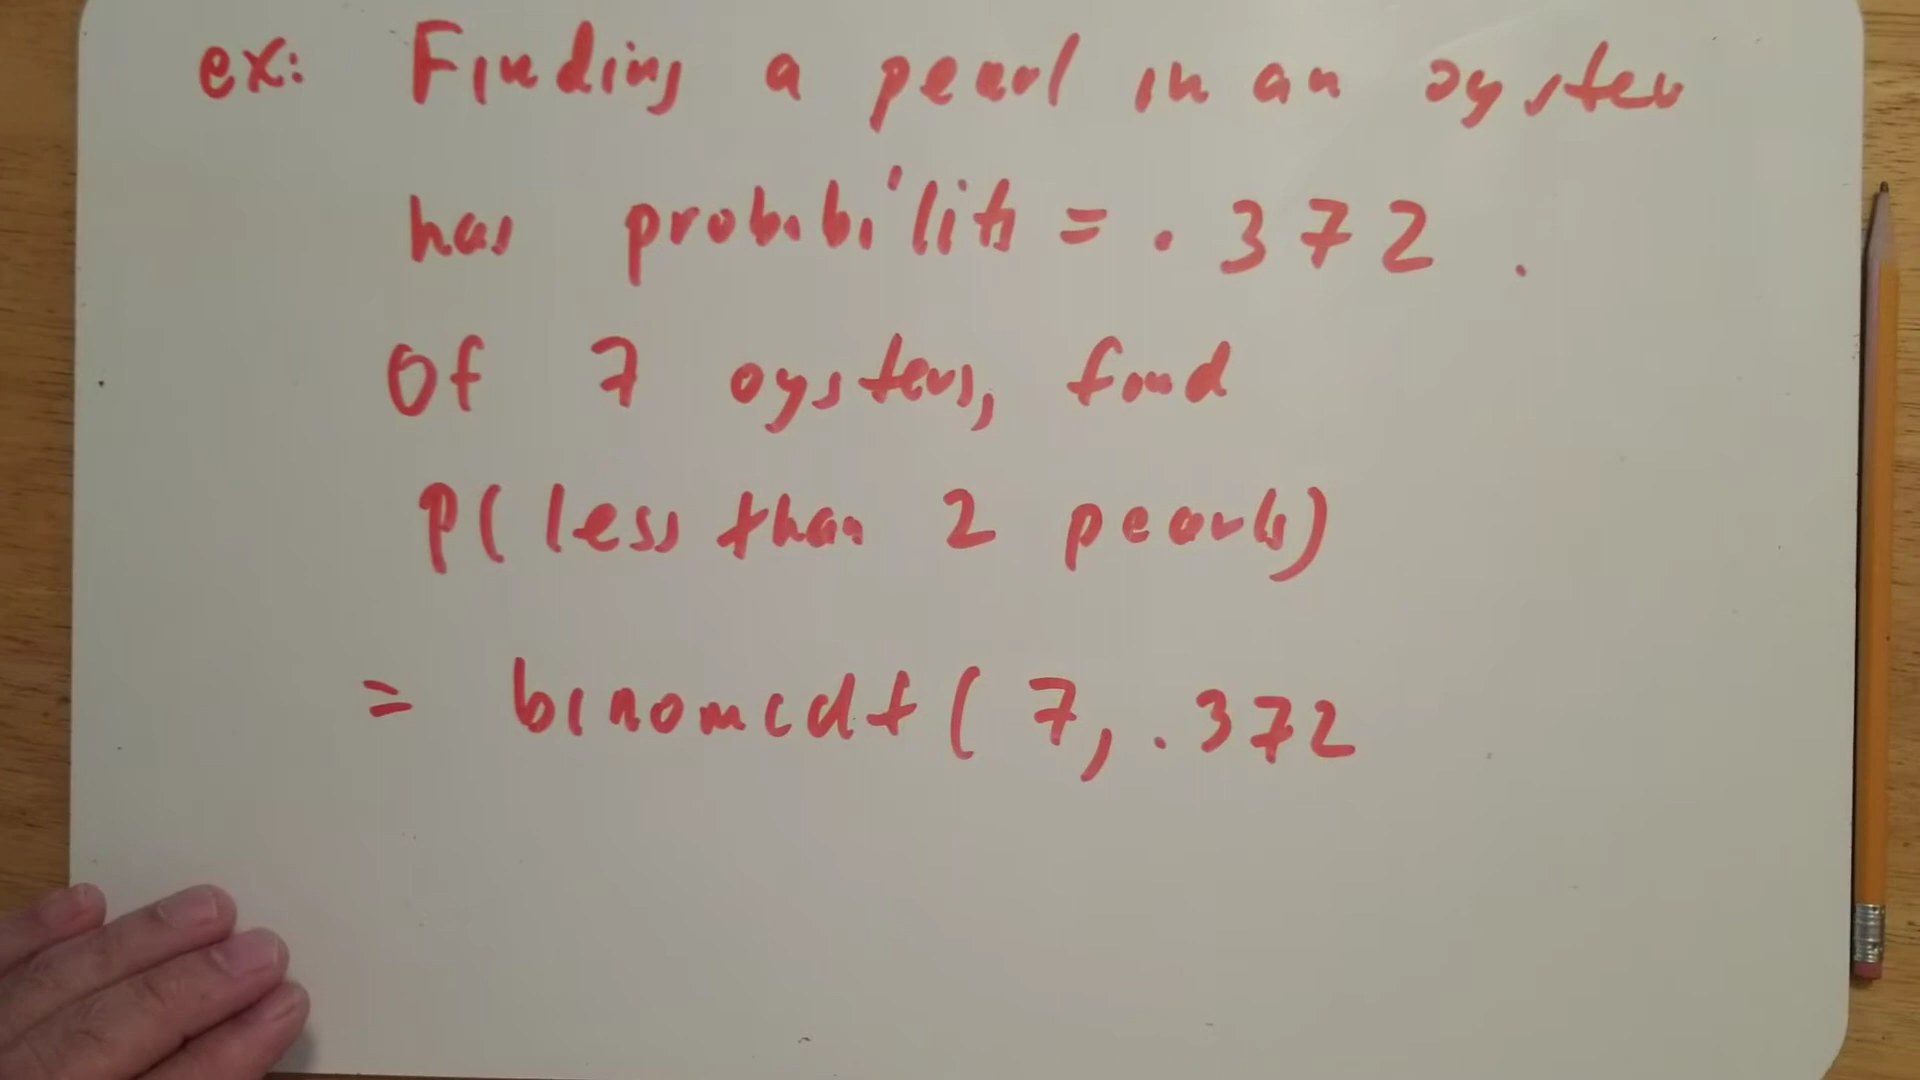 ex: Finding a pearl in an oyster
has probability = .372.
Of 7 oysters, find
P(less than 2 pearls)
= binomcdf(7, .372